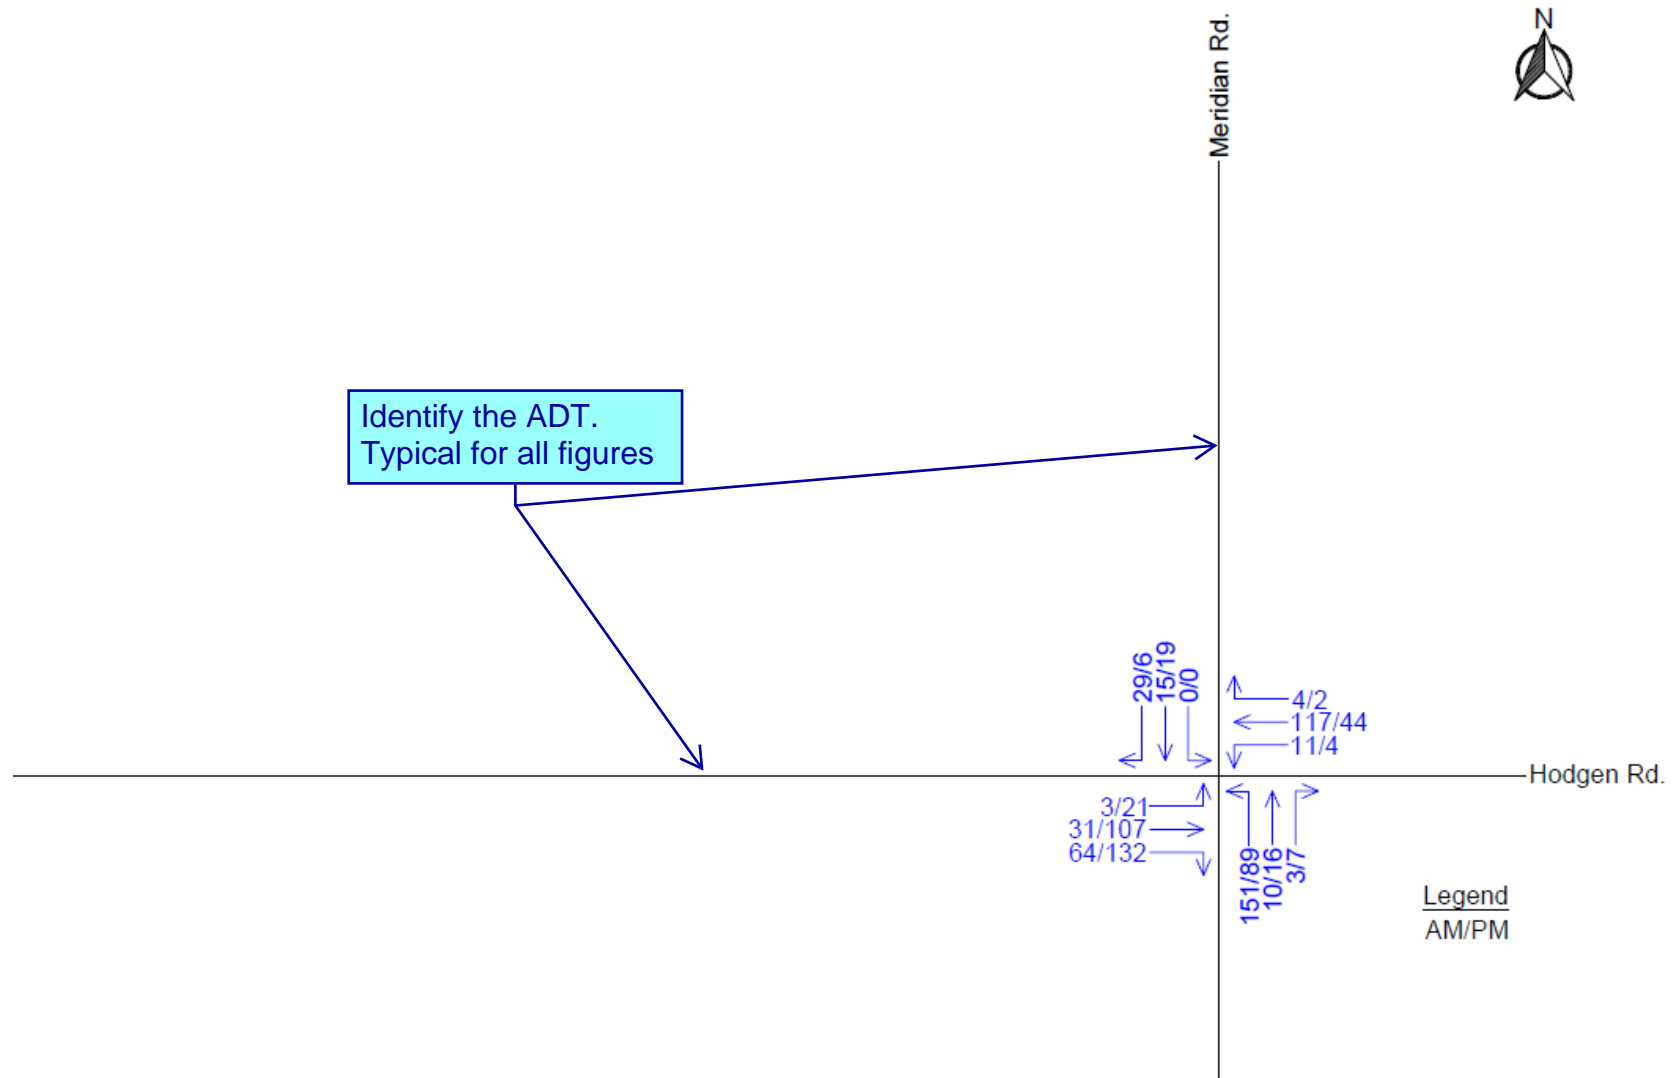 N
Meridian Rd.
Identify the ADT.
Typical for all figures
29/6
15/19
0/0
4/2
117/44
11/4
Hodgen Rd.
3/21
31/107
64/132
151/89
10/16
3/7
Legend
AM/PM